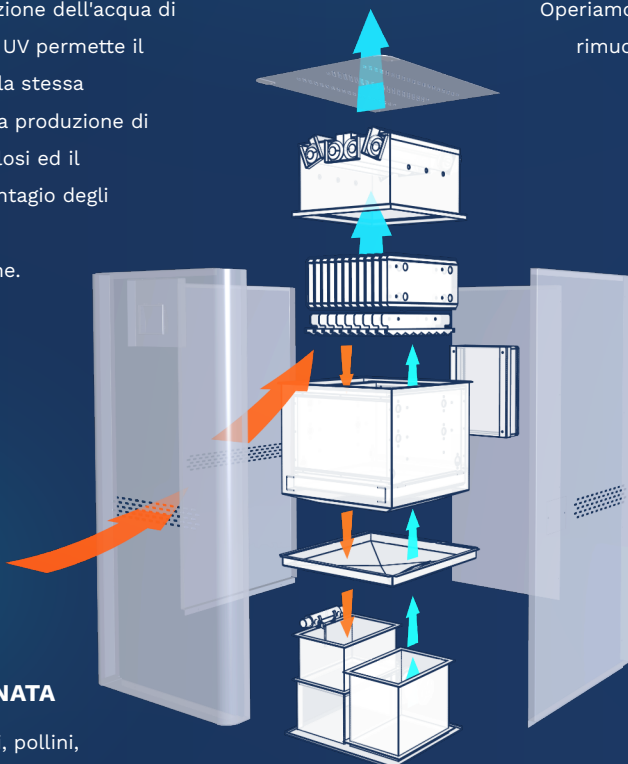 zione dell'acqua di
UV permette il
la stessa
a produzione di
losi ed il
ntagio degli
ne.
Operiamo
rimuo
NATA
i, pollini,